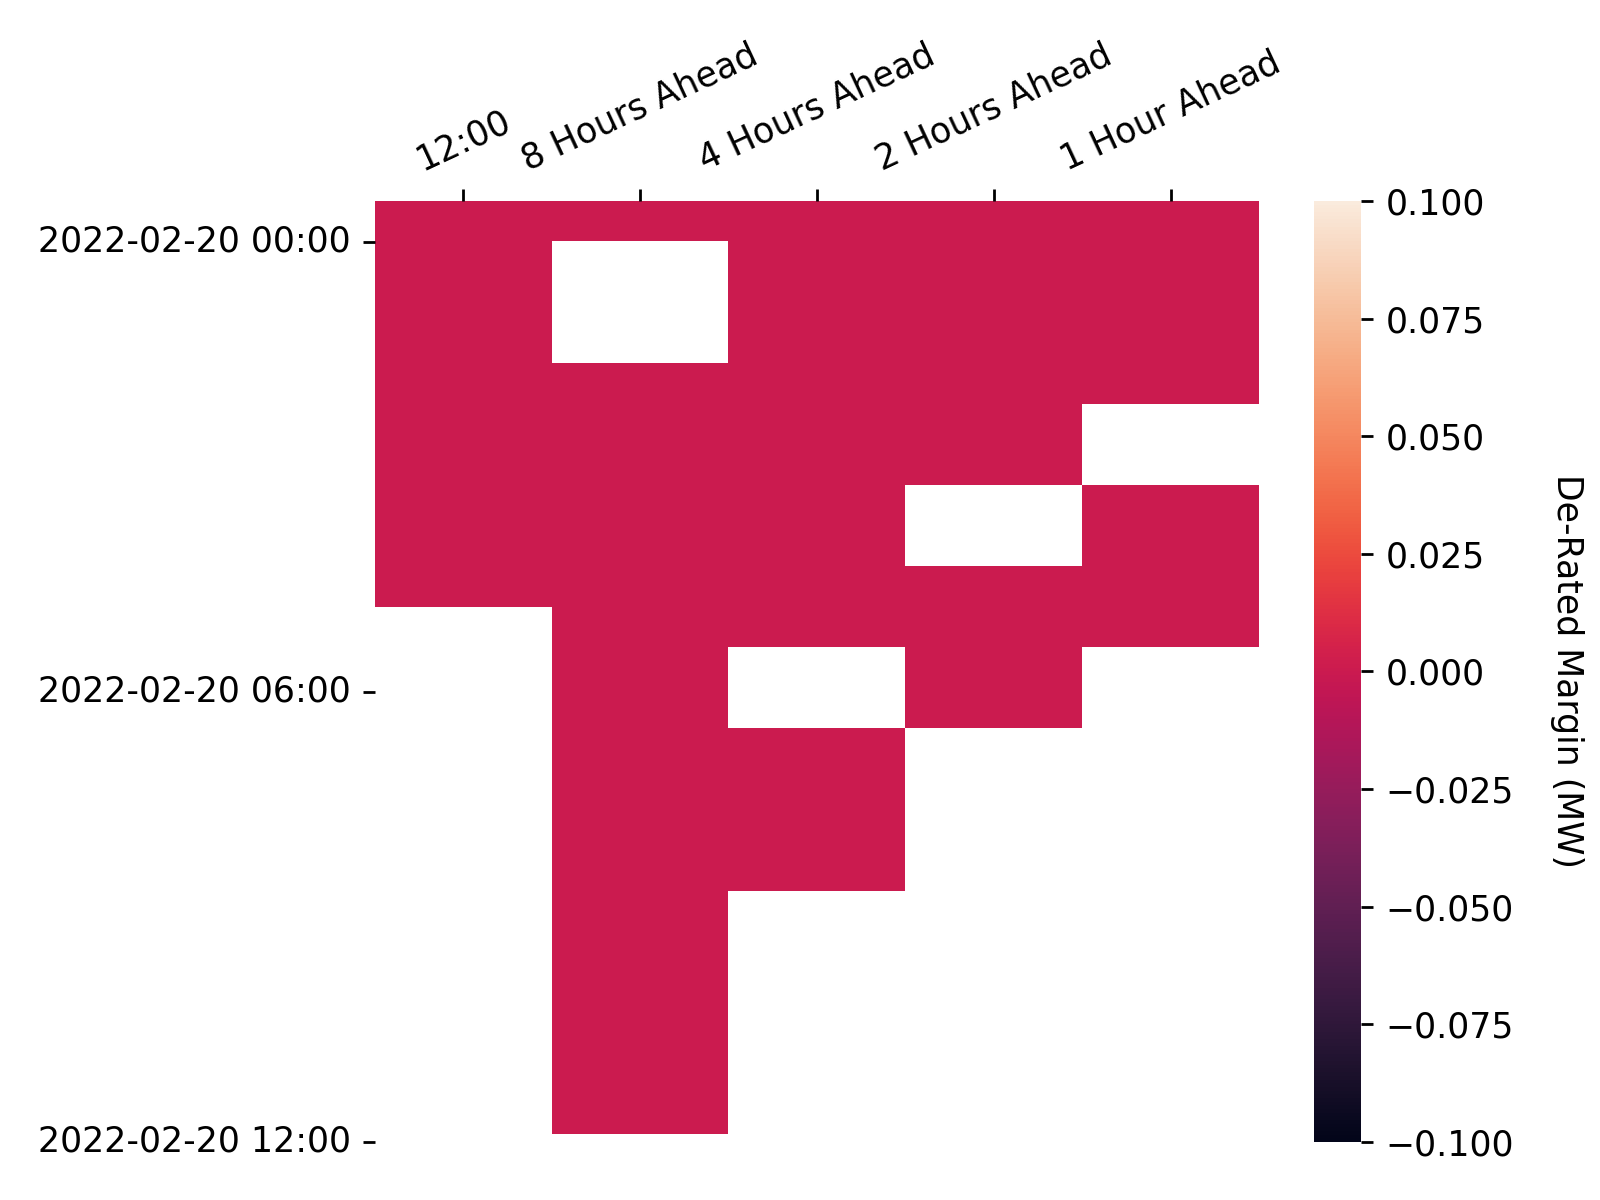 12:00
8 Hours Ahead
4 Hours Ahead
2 Hours Ahead
1 Hour Ahead
2022-02-20 00:00
2022-02-20 06:00
2022-02-20 12:00
0.100
0.075
0.050
0.025
0.000
−0.025
−0.050
−0.075
−0.100
De-Rated Margin (MW)